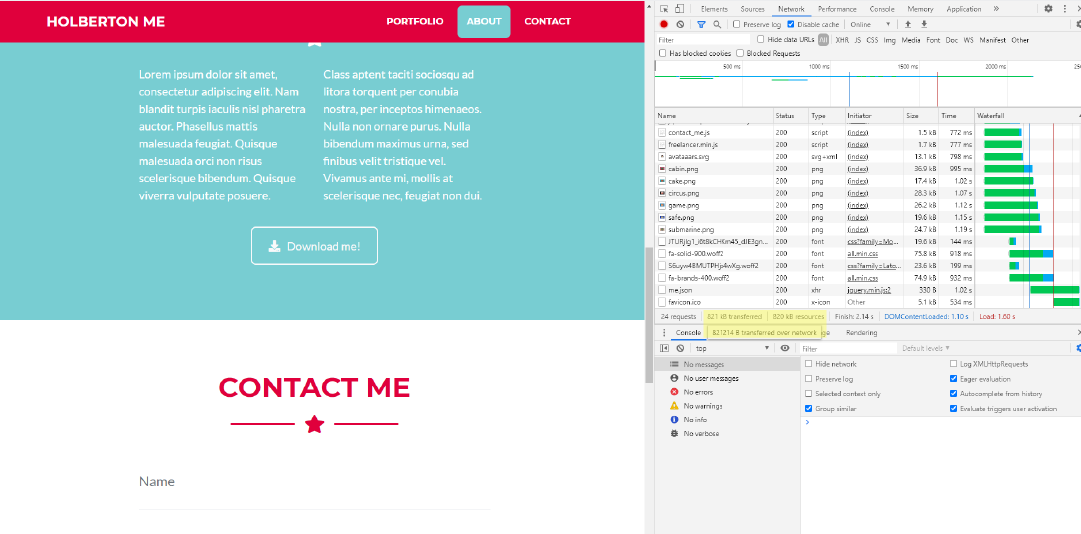 HOLBERTON ME
PORTFOLIO ABOUT CONTACT
Lorem ipsum dolor sit amet,
consectetur adipiscing elit. Nam
blandit turpis iaculis nisl pharetra
auctor. Phasellus mattis
malesuada feugiat. Quisque
malesuada orci non risus
scelerisque bibendum. Quisque
viverra vulputate posuere.
Class aptent taciti sociosqu ad
litora torquent per conubia
nostra, per inceptos himenaeos.
Nulla non ornare purus. Nulla
bibendum maximus urna, sed
finibus velit tristique vel.
Vivamus ante mi, mollis at
scelerisque nec, feugiat non dui.
Download me!
CONTACT ME
Name
Elements Sources Network Performance Console Memory Application »
Preserve log Disable cache Online
Filter Hide data URLs All XHR JS CSS Img Media Font Doc WS Manifest Other
Has blocked cookies Blocked Requests
500 ms 1000 ms 1500 ms 2000 ms
Name Status Type Initiator Size Time Waterfall
contact_me.js 200 script (index) 1.5 kB 772 ms
freelancer.min.js 200 script (index) 1.7 kB 777 ms
avataaars.svg 200 svg+xml (index) 13.1 kB 798 ms
cabin.png 200 png (index) 36.9 kB 995 ms
cake.png 200 png (index) 17.4 kB 1.02 s
circus.png 200 png (index) 28.3 kB 1.07 s
game.png 200 png (index) 26.2 kB 1.12 s
safe.png 200 png (index) 19.6 kB 1.15 s
submarine.png 200 png (index) 24.7 kB 1.19 s
200 font css?family=Mo... 19.6 kB 144 ms
fa-solid-900.woff2 200 font all.min.css 75.8 kB 918 ms
S6uyw4BMUTPHjx4wXg.woff2 200 font css?family=Lato... 23.6 kB 199 ms
fa-brands-400.woff2 200 font all.min.css 74.9 kB 932 ms
me.json 200 xhr jquery.min.js:2 330 B 1.02 s
favicon.ico 200 x-icon Other 5.1 kB 534 ms
24 requests 821 kB transferred 820 kB resources Finish: 2.14 s DOMContentLoaded: 1.10 s Load: 1.60 s
Console 821214 B transferred over network Rendering
top Filter Default levels
No messages
No user messages
No errors
No warnings
No info
No verbose
Hide network
Preserve log
Selected context only
Group similar
Log XMLHttpRequests
Eager evaluation
Autocomplete from history
Evaluate triggers user activation